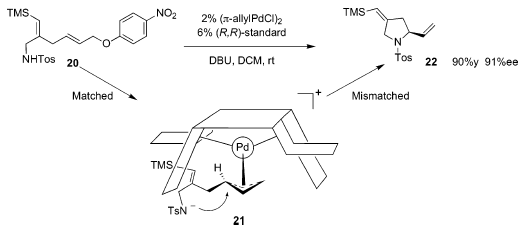 TMS
NO₂
O
NHTos
20
2% (π-allylPdCl)₂
6% (R,R)-standard
DBU, DCM, rt
TMS
N
Tos
22 90%y 91%ee
Matched
Mismatched
+
Pd
TMS
H
TsN −
21